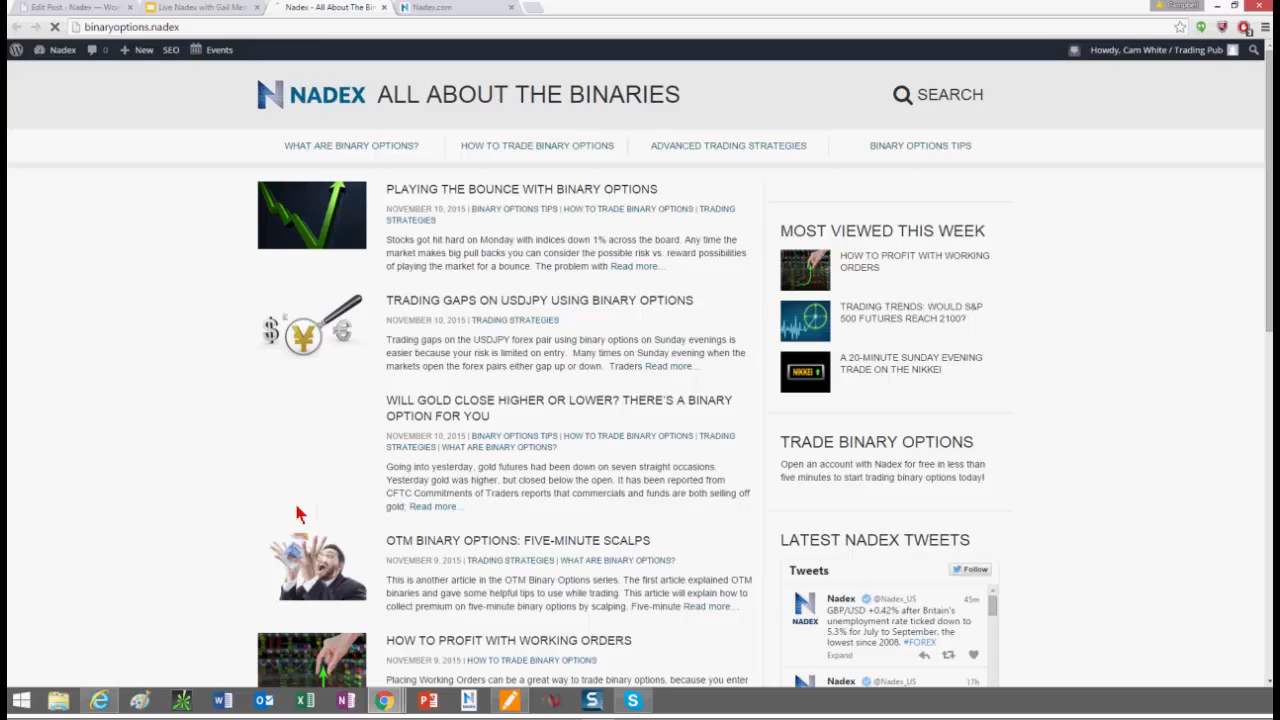 Edit Post ‹ Nadex — Wor
Live Nadex with Gail Mer
Nadex - All About The Bin
Nadex.com
Campbell
binaryoptions.nadex
Nadex
0
New
SEO
Events
Howdy, Cam White / Trading Pub
NADEX ALL ABOUT THE BINARIES
SEARCH
WHAT ARE BINARY OPTIONS?
HOW TO TRADE BINARY OPTIONS
ADVANCED TRADING STRATEGIES
BINARY OPTIONS TIPS
PLAYING THE BOUNCE WITH BINARY OPTIONS
NOVEMBER 10, 2015 | BINARY OPTIONS TIPS | HOW TO TRADE BINARY OPTIONS | TRADING
STRATEGIES
Stocks got hit hard on Monday with indices down 1% across the board. Any time the
market makes big pull backs you can consider the possible risk vs. reward possibilities
of playing the market for a bounce. The problem with Read more...
TRADING GAPS ON USDJPY USING BINARY OPTIONS
NOVEMBER 10, 2015 | TRADING STRATEGIES
Trading gaps on the USDJPY forex pair using binary options on Sunday evenings is
easier because your risk is limited on entry. Many times on Sunday evening when the
markets open the forex pairs either gap up or down. Traders Read more...
WILL GOLD CLOSE HIGHER OR LOWER? THERE'S A BINARY
OPTION FOR YOU
NOVEMBER 10, 2015 | BINARY OPTIONS TIPS | HOW TO TRADE BINARY OPTIONS | TRADING
STRATEGIES | WHAT ARE BINARY OPTIONS?
Going into yesterday, gold futures had been down on seven straight occasions.
Yesterday gold was higher, but closed below the open. It has been reported from
CFTC Commitments of Traders reports that commercials and funds are both selling off
gold; Read more...
OTM BINARY OPTIONS: FIVE-MINUTE SCALPS
NOVEMBER 9, 2015 | TRADING STRATEGIES | WHAT ARE BINARY OPTIONS?
This is another article in the OTM Binary Options series. The first article explained OTM
binaries and gave some helpful tips to use while trading. This article will explain how to
collect premium on five-minute binary options by scalping. Five-minute Read more...
HOW TO PROFIT WITH WORKING ORDERS
NOVEMBER 9, 2015 | HOW TO TRADE BINARY OPTIONS
Placing Working Orders can be a great way to trade binary options, because you enter
MOST VIEWED THIS WEEK
HOW TO PROFIT WITH WORKING
ORDERS
TRADING TRENDS: WOULD S&P
500 FUTURES REACH 2100?
NIKKEI
A 20-MINUTE SUNDAY EVENING
TRADE ON THE NIKKEI
TRADE BINARY OPTIONS
Open an account with Nadex for free in less than
five minutes to start trading binary options today!
LATEST NADEX TWEETS
Tweets
Follow
NADEX
Nadex @Nadex_US 45m
GBP/USD +0.42% after Britain's
unemployment rate ticked down to
5.3% for July to September, the
lowest since 2008. #FOREX
Expand
Nadex @Nadex_US 17h